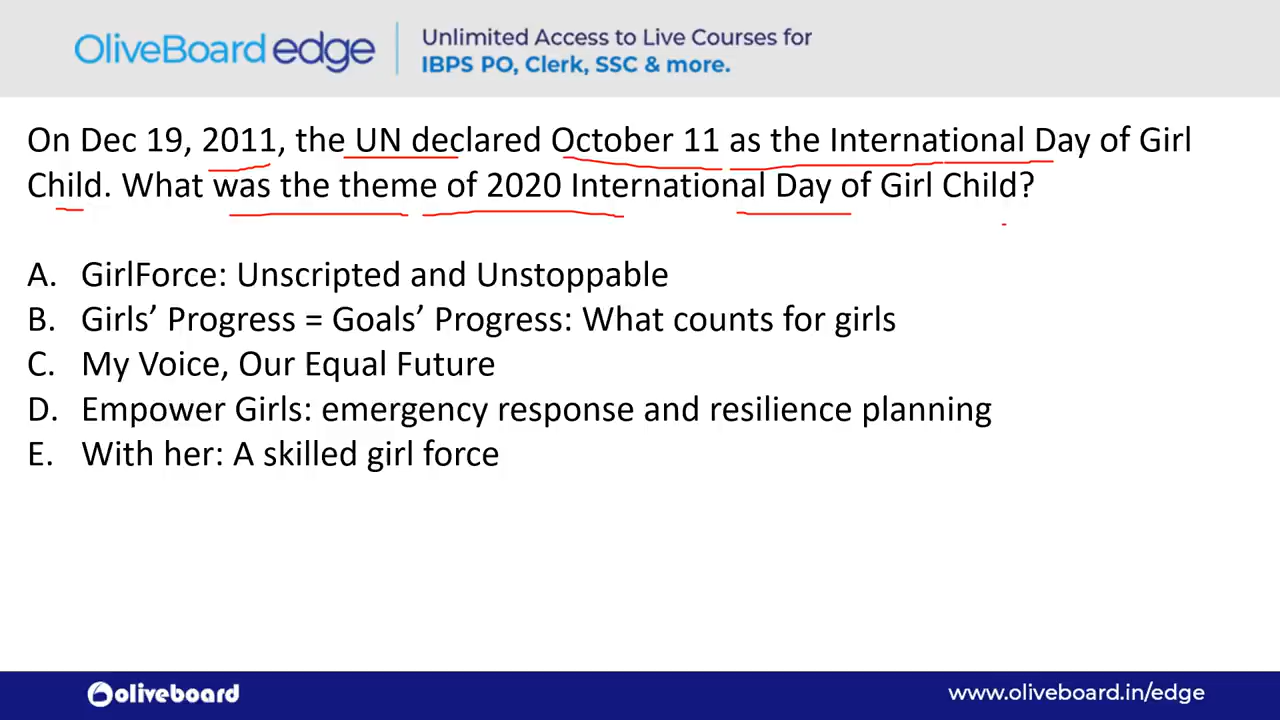 OliveBoard edge
Unlimited Access to Live Courses for
IBPS PO, Clerk, SSC & more.
On Dec 19, 2011, the UN declared October 11 as the International Day of Girl
Child. What was the theme of 2020 International Day of Girl Child?
A. GirlForce: Unscripted and Unstoppable
B. Girls’ Progress = Goals’ Progress: What counts for girls
C. My Voice, Our Equal Future
D. Empower Girls: emergency response and resilience planning
E. With her: A skilled girl force
oliveboard
www.oliveboard.in/edge